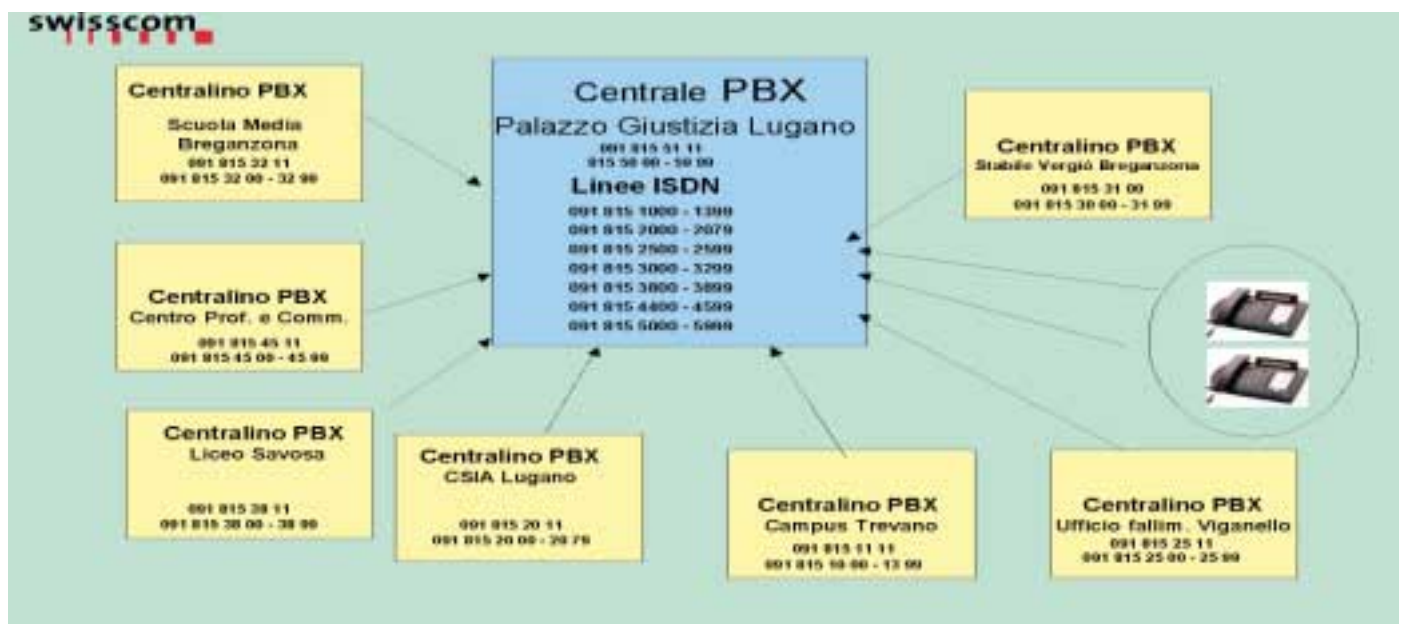 swisscom
Centralino PBX
Scuola Media
Breganzona
091 815 32 11
091 815 32 00 - 32 99
Centrale PBX
Palazzo Giustizia Lugano
091 815 51 11
815 50 00 - 59 99
Linee ISDN
091 815 1000 - 1399
091 815 2000 - 2079
091 815 2500 - 2599
091 815 3000 - 3299
091 815 3800 - 3899
091 815 4400 - 4599
091 815 5000 - 5999
Centralino PBX
Stabile Vergiò Breganzona
091 815 31 00
091 815 30 00 - 31 99
Centralino PBX
Centro Prof. e Comm.
091 815 45 11
091 815 45 00 - 45 99
Centralino PBX
Liceo Savosa
091 815 38 11
091 815 38 00 - 38 99
Centralino PBX
CSIA Lugano
091 815 20 11
091 815 20 00 - 20 79
Centralino PBX
Campus Trevano
091 815 11 11
091 815 10 00 - 13 99
Centralino PBX
Ufficio fallim. Viganello
091 815 25 11
091 815 25 00 - 25 99